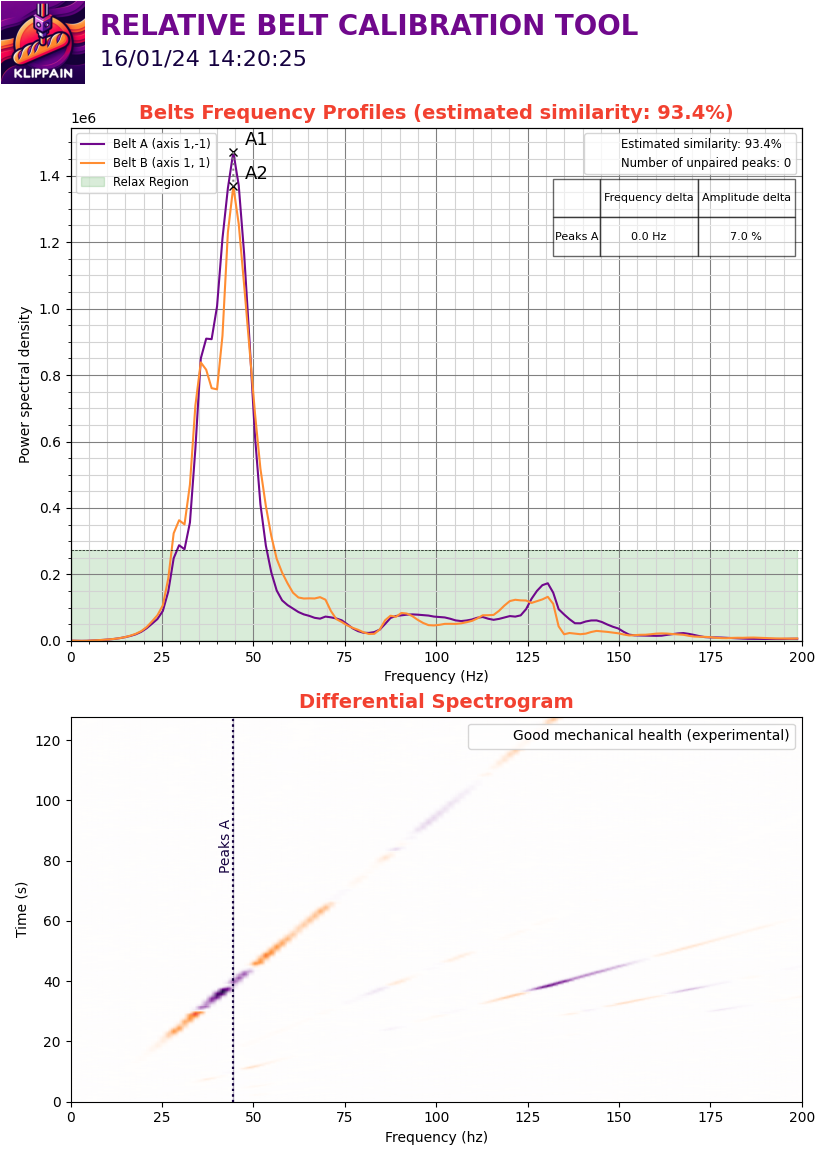 KLIPPAIN
RELATIVE BELT CALIBRATION TOOL
16/01/24 14:20:25
Belts Frequency Profiles (estimated similarity: 93.4%)
1e6
Belt A (axis 1,-1)
Belt B (axis 1, 1)
Relax Region
A1
A2
Estimated similarity: 93.4%
Number of unpaired peaks: 0
Frequency delta Amplitude delta
Peaks A 0.0 Hz 7.0 %
Power spectral density
1.4
1.2
1.0
0.8
0.6
0.4
0.2
0.0
0 25 50 75 100 125 150 175 200
Frequency (Hz)
Differential Spectrogram
Good mechanical health (experimental)
Peaks A
Time (s)
120
100
80
60
40
20
0
0 25 50 75 100 125 150 175 200
Frequency (hz)